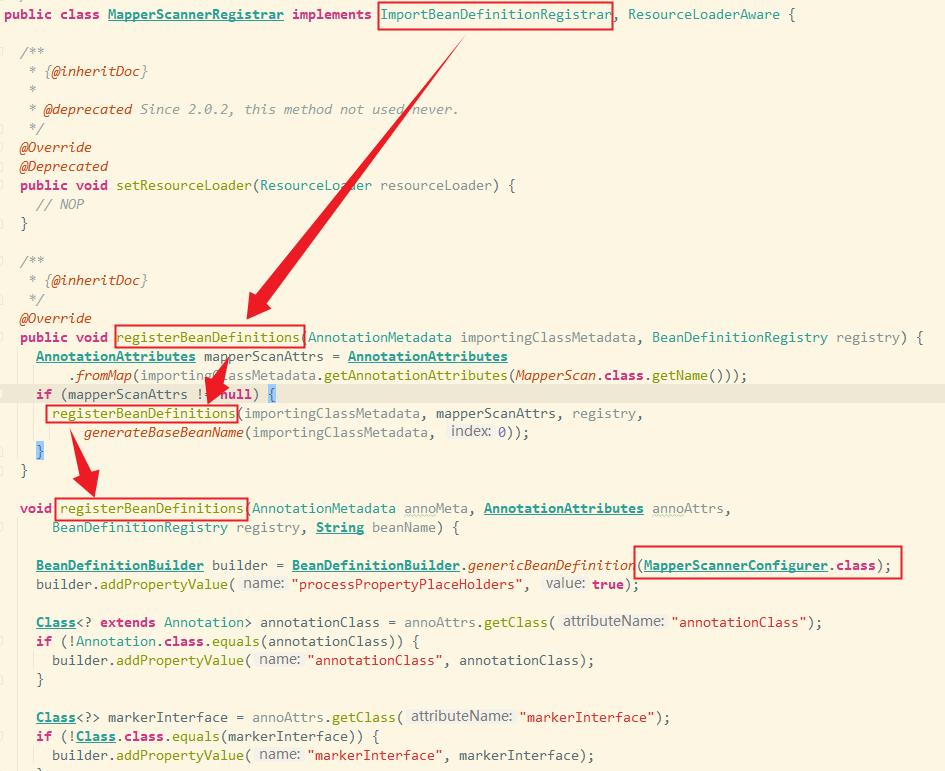 public class MapperScannerRegistrar implements ImportBeanDefinitionRegistrar, ResourceLoaderAware {
/**
* {@inheritDoc}
*
* @deprecated Since 2.0.2, this method not used never.
*/
@Override
@Deprecated
public void setResourceLoader(ResourceLoader resourceLoader) {
// NOP
}
/**
* {@inheritDoc}
*/
@Override
public void registerBeanDefinitions(AnnotationMetadata importingClassMetadata, BeanDefinitionRegistry registry) {
AnnotationAttributes mapperScanAttrs = AnnotationAttributes
.fromMap(importingClassMetadata.getAnnotationAttributes(MapperScan.class.getName()));
if (mapperScanAttrs != null) {
registerBeanDefinitions(importingClassMetadata, mapperScanAttrs, registry,
generateBaseBeanName(importingClassMetadata, index: 0));
}
}
void registerBeanDefinitions(AnnotationMetadata annoMeta, AnnotationAttributes annoAttrs,
BeanDefinitionRegistry registry, String beanName) {
BeanDefinitionBuilder builder = BeanDefinitionBuilder.genericBeanDefinition(MapperScannerConfigurer.class);
builder.addPropertyValue( name: "processPropertyPlaceHolders", value: true);
Class<? extends Annotation> annotationClass = annoAttrs.getClass( attributeName: "annotationClass");
if (!Annotation.class.equals(annotationClass)) {
builder.addPropertyValue( name: "annotationClass", annotationClass);
}
Class<?> markerInterface = annoAttrs.getClass( attributeName: "markerInterface");
if (!Class.class.equals(markerInterface)) {
builder.addPropertyValue( name: "markerInterface", markerInterface);
}